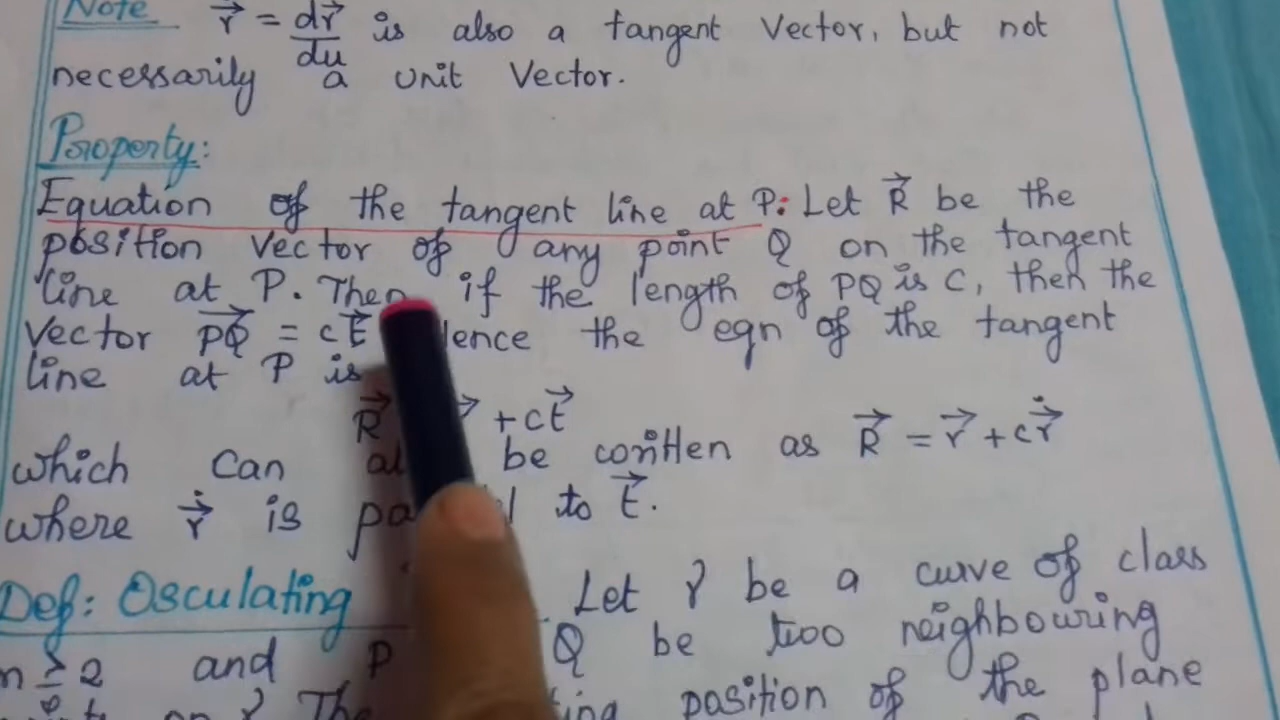 Note r⃗ = dr⃗/du is also a tangent Vector, but not
necessarily a unit Vector.
Property:
Equation of the tangent line at P: Let R⃗ be the
position vector of any point Q on the tangent
line at P. Then if the length of PQ is c, then the
vector PQ⃗ = ct⃗ the eqn of the tangent
line at P is
R⃗ + ct⃗
which can be written as R⃗ = r⃗ + cṙ⃗
where ṙ⃗ is to t⃗.
Def: Osculating Let γ be a curve of class
n ≥ 2 and P Q be two neighbouring
on γ position of the plane